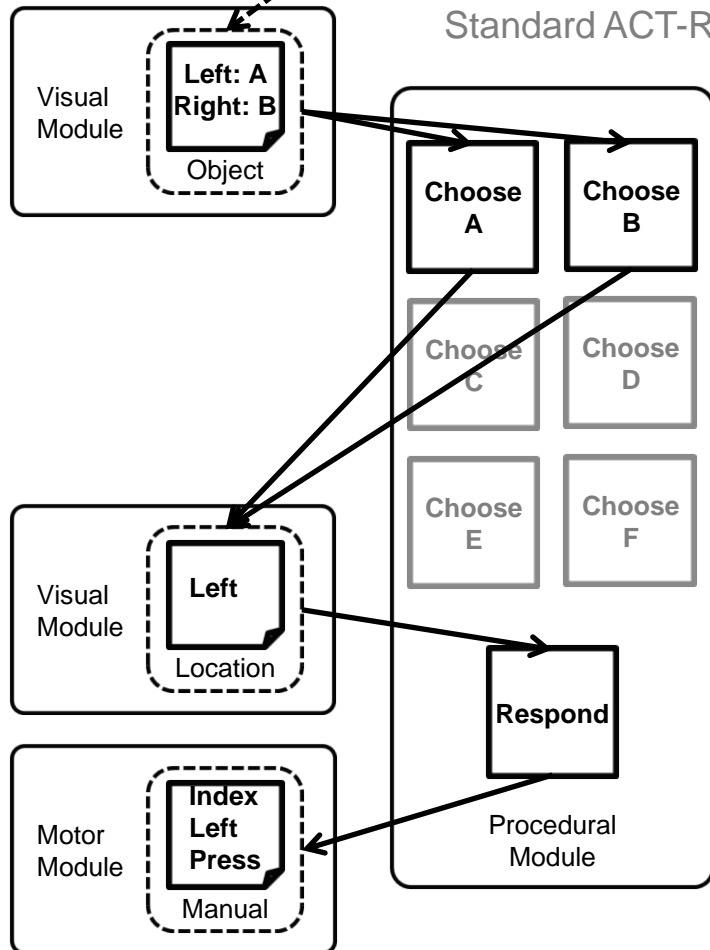 Standard ACT-R
Visual
Module
Left: A
Right: B
Object
Choose
A
Choose
B
Choose
C
Choose
D
Choose
E
Choose
F
Visual
Module
Left
Location
Respond
Procedural
Module
Motor
Module
Index
Left
Press
Manual